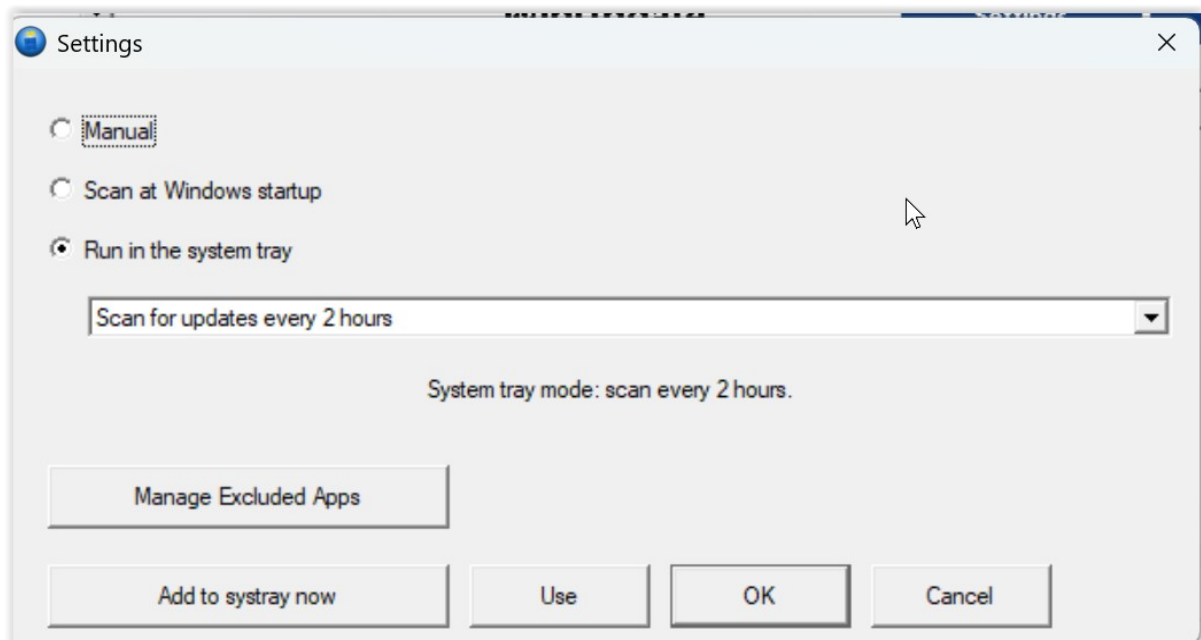 Settings
Manual
Scan at Windows startup
Run in the system tray
Scan for updates every 2 hours
System tray mode: scan every 2 hours.
Manage Excluded Apps
Add to systray now
Use
OK
Cancel